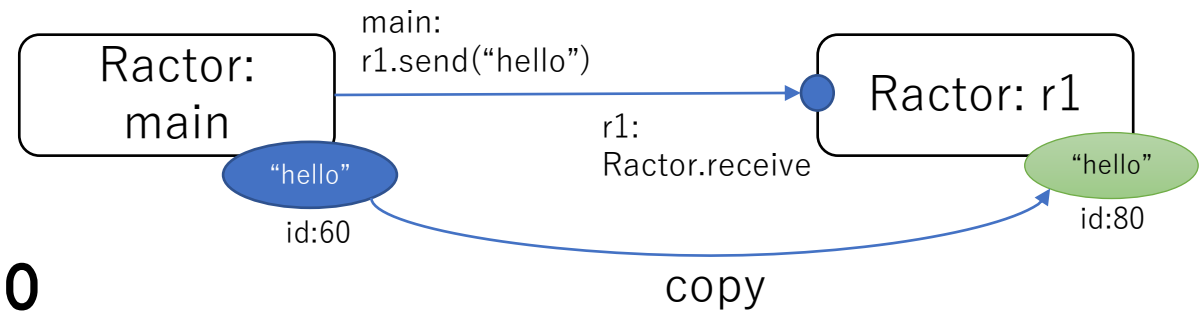 main:
r1.send(“hello”)
Ractor:
main
Ractor: r1
r1:
Ractor.receive
“hello”
“hello”
id:60
id:80
copy
0